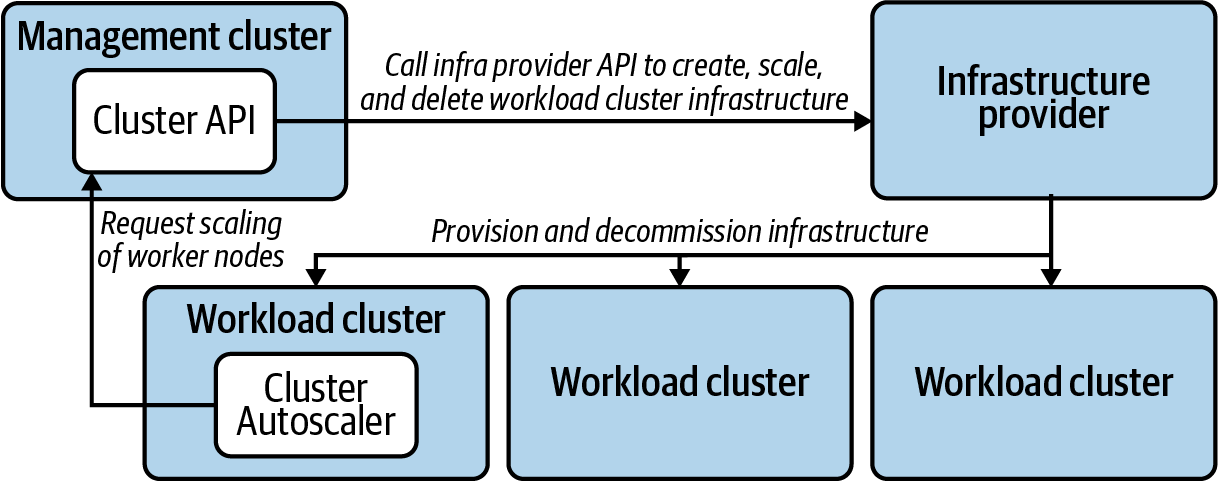 Management cluster
Cluster API
Call infra provider API to create, scale,
and delete workload cluster infrastructure
Infrastructure
provider
Request scaling
of worker nodes
Provision and decommission infrastructure
Workload cluster
Cluster
Autoscaler
Workload cluster
Workload cluster